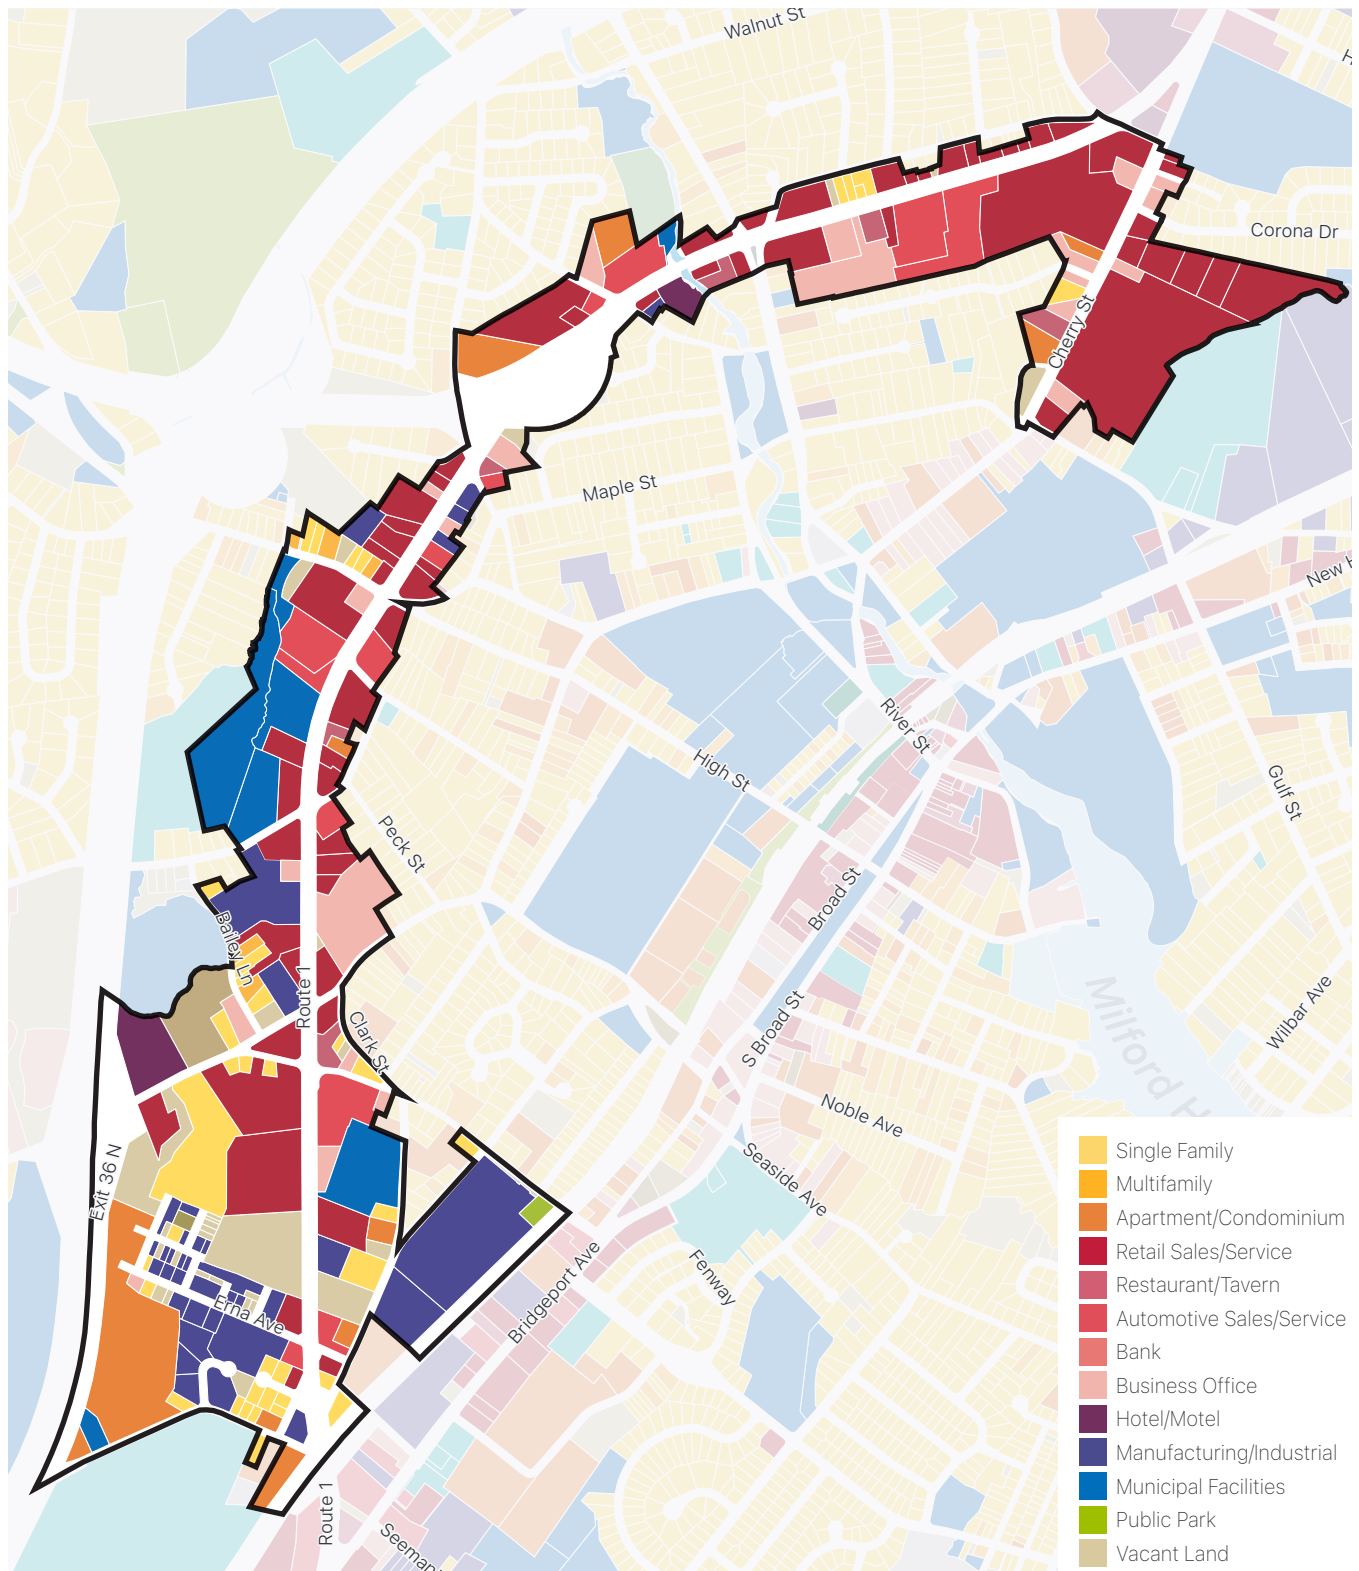 Walnut St
H
Corona Dr
Cherry St
Maple St
New H
River St
High St
Gulf St
Peck St
Broad St
Bailey Ln
Route 1
Milford H
Wilbar Ave
Clark St
S Broad St
Noble Ave
Exit 36 N
Seaside Ave
Fenway
Bridgeport Ave
Erna Ave
Route 1
Seeman
Single Family
Multifamily
Apartment/Condominium
Retail Sales/Service
Restaurant/Tavern
Automotive Sales/Service
Bank
Business Office
Hotel/Motel
Manufacturing/Industrial
Municipal Facilities
Public Park
Vacant Land